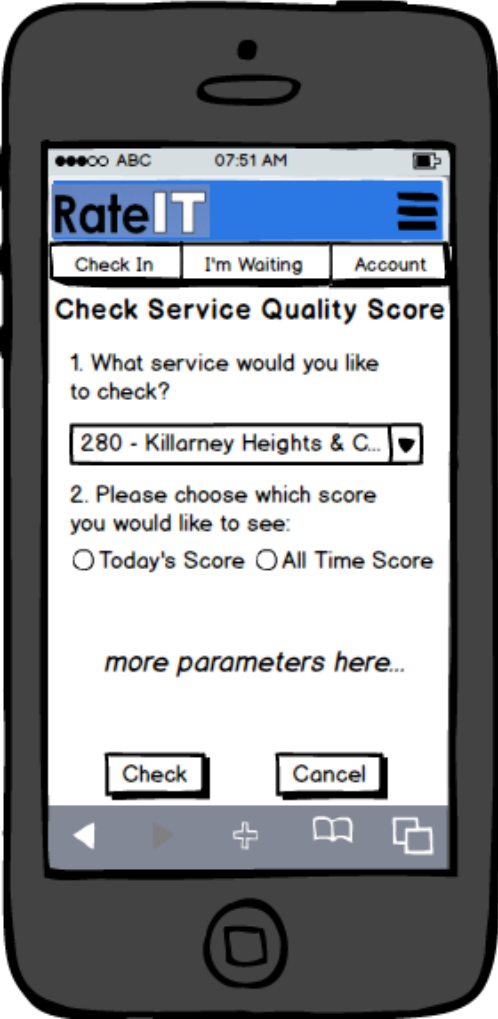 ABC 07:51 AM
RateIT
Check In I'm Waiting Account
Check Service Quality Score
1. What service would you like
to check?
280 - Killarney Heights & C...
2. Please choose which score
you would like to see:
Today's Score All Time Score
more parameters here...
Check Cancel